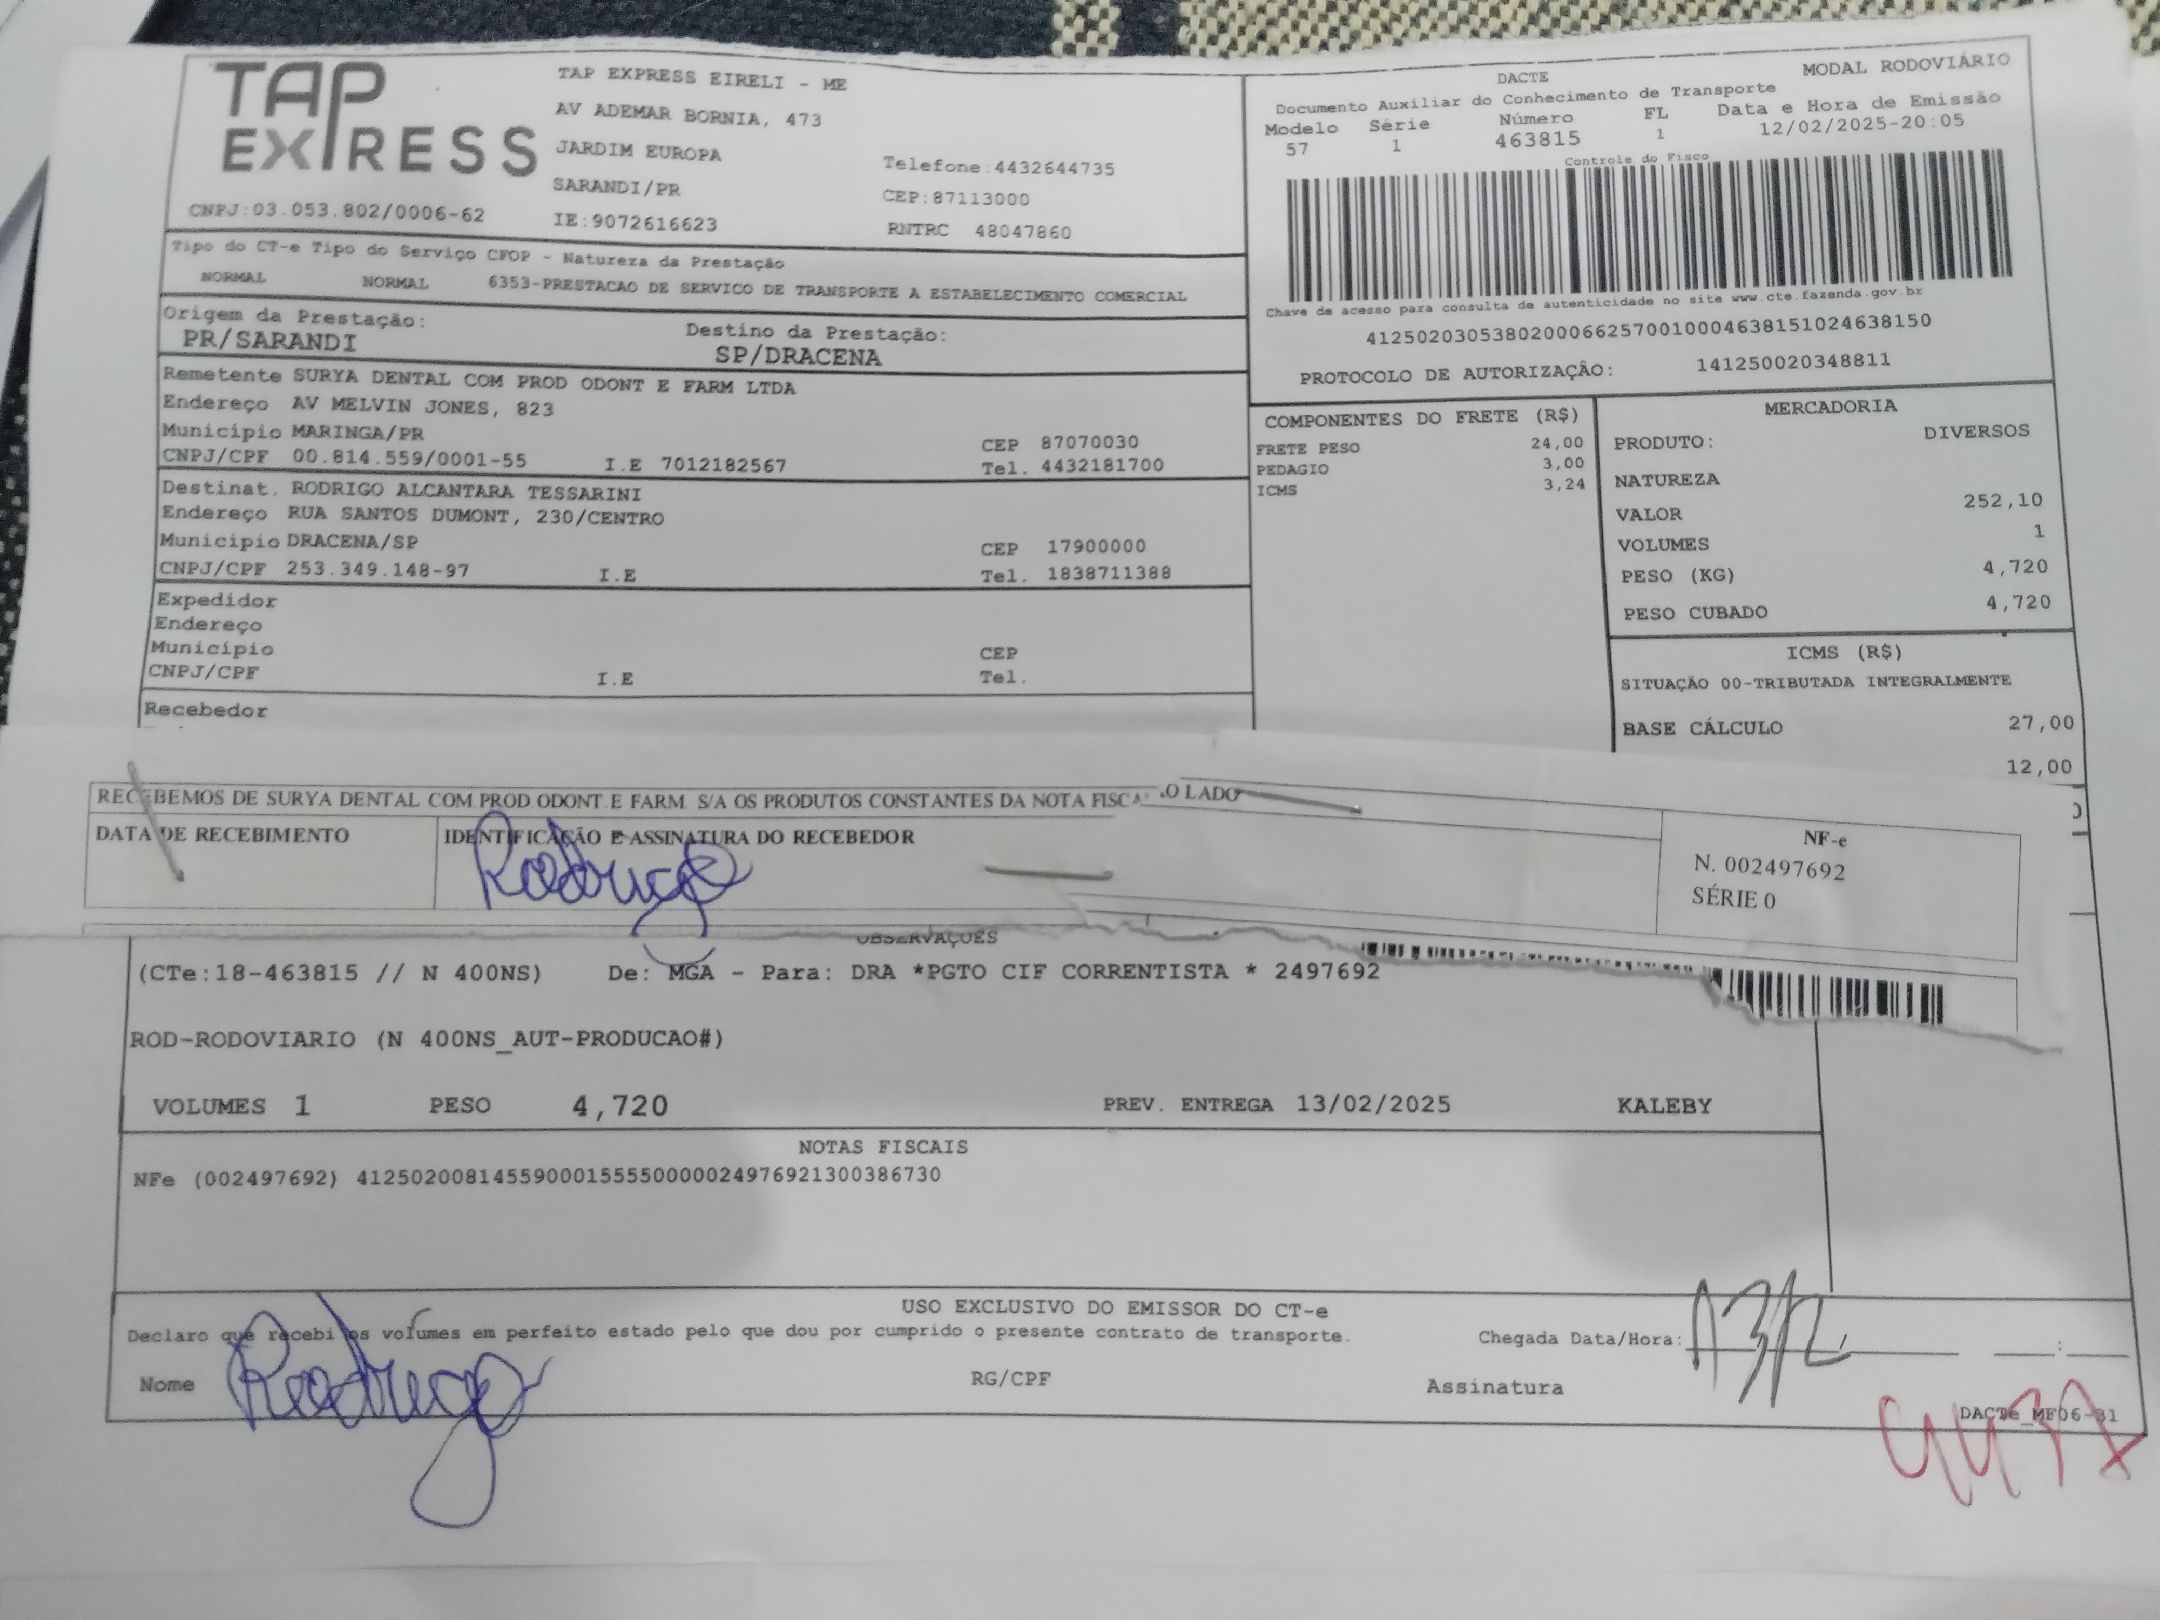 TAP EXPRESS
TAP EXPRESS EIRELI - ME
AV ADEMAR BORNIA, 473
JARDIM EUROPA
Telefone:4432644735
SARANDI/PR
CEP:87113000
CNPJ:03.053.802/0006-62
IE:9072616623
RNTRC 48047860
DACTE
MODAL RODOVIÁRIO
Documento Auxiliar do Conhecimento de Transporte
Modelo Série Número FL Data e Hora de Emissão
57 1 463815 1 12/02/2025-20:05
Controle do Fisco
Chave de acesso para consulta de autenticidade no site www.cte.fazenda.gov.br
41250203053802000662570010004638151024638150
PROTOCOLO DE AUTORIZAÇÃO: 141250020348811
Tipo do CT-e Tipo do Serviço CFOP - Natureza da Prestação
NORMAL NORMAL 6353-PRESTACAO DE SERVICO DE TRANSPORTE A ESTABELECIMENTO COMERCIAL
Origem da Prestação: Destino da Prestação:
PR/SARANDI SP/DRACENA
Remetente SURYA DENTAL COM PROD ODONT E FARM LTDA
Endereço AV MELVIN JONES, 823
Município MARINGA/PR CEP 87070030
CNPJ/CPF 00.814.559/0001-55 I.E 7012182567 Tel. 4432181700
Destinat. RODRIGO ALCANTARA TESSARINI
Endereço RUA SANTOS DUMONT, 230/CENTRO
Município DRACENA/SP CEP 17900000
CNPJ/CPF 253.349.148-97 I.E Tel. 1838711388
Expedidor
Endereço
Município CEP
CNPJ/CPF I.E Tel.
Recebedor
COMPONENTES DO FRETE (R$)
FRETE PESO 24,00
PEDAGIO 3,00
ICMS 3,24
MERCADORIA
PRODUTO: DIVERSOS
NATUREZA
VALOR 252,10
VOLUMES 1
PESO (KG) 4,720
PESO CUBADO 4,720
ICMS (R$)
SITUAÇÃO 00-TRIBUTADA INTEGRALMENTE
BASE CÁLCULO 27,00
12,00
RECEBEMOS DE SURYA DENTAL COM PROD ODONT E FARM S/A OS PRODUTOS CONSTANTES DA NOTA FISCA O LADO
DATA DE RECEBIMENTO IDENTIFICAÇÃO E ASSINATURA DO RECEBEDOR
Rodrigo
NF-e
N. 002497692
SÉRIE 0
OBSERVAÇÕES
(CTe:18-463815 // N 400NS) De: MGA - Para: DRA *PGTO CIF CORRENTISTA * 2497692
ROD-RODOVIARIO (N 400NS_AUT-PRODUCAO#)
VOLUMES 1 PESO 4,720 PREV. ENTREGA 13/02/2025 KALEBY
NOTAS FISCAIS
NFe (002497692) 41250200814559000155550000024976921300386730
USO EXCLUSIVO DO EMISSOR DO CT-e
Declaro que recebi os volumes em perfeito estado pelo que dou por cumprido o presente contrato de transporte.
Chegada Data/Hora: 13/2
Nome Rodrigo RG/CPF Assinatura
DACTe_MF06-31